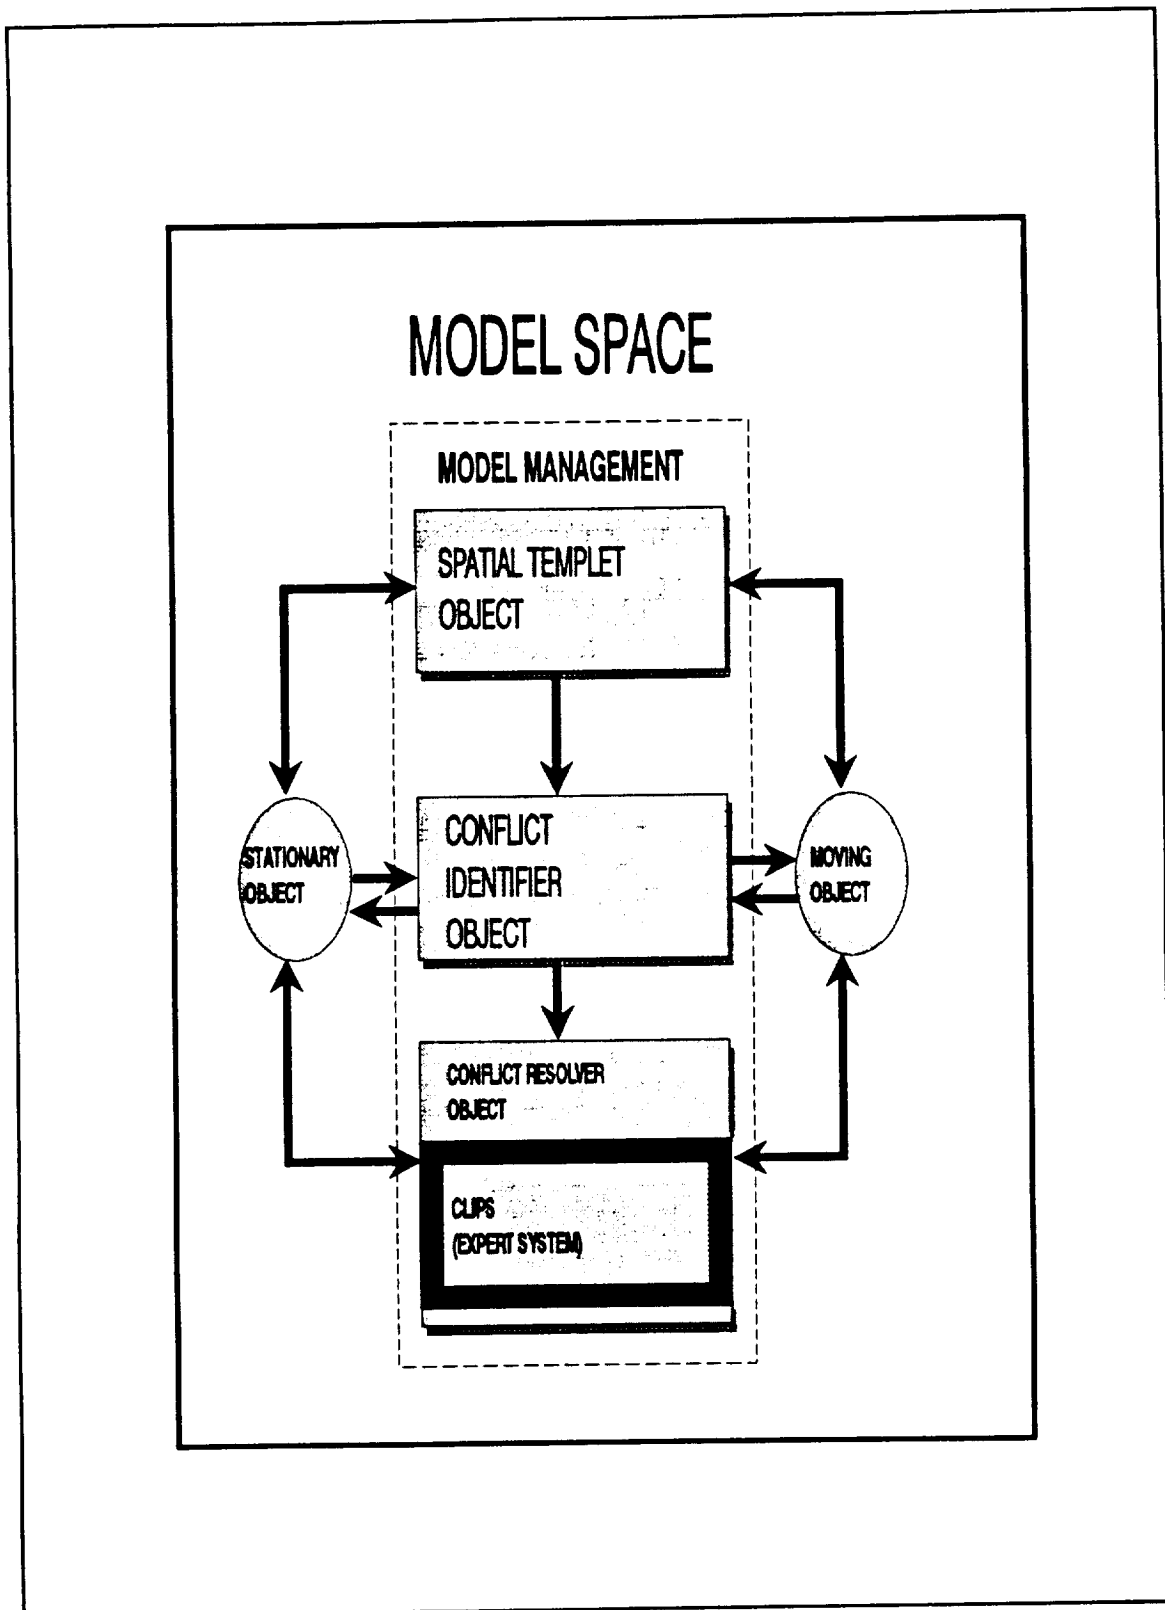 MODEL SPACE
MODEL MANAGEMENT
SPATIAL TEMPLET
OBJECT
CONFLICT
IDENTIFIER
OBJECT
STATIONARY
OBJECT
MOVING
OBJECT
CONFLICT RESOLVER
OBJECT
CLIPS
(EXPERT SYSTEM)